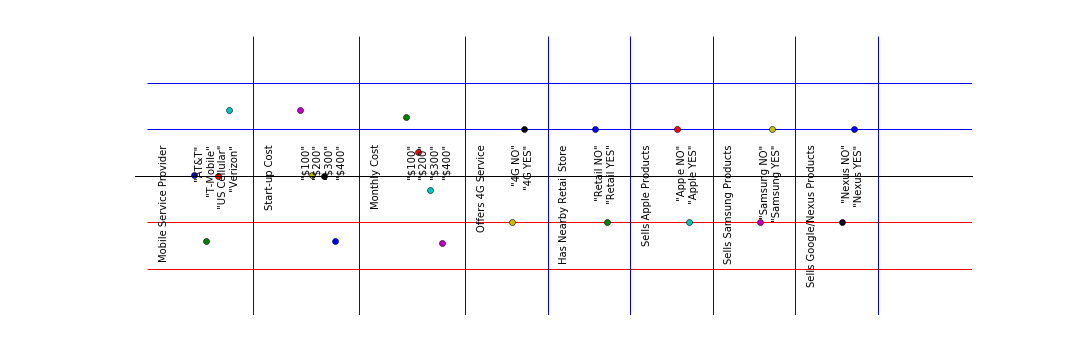 Mobile Service Provider
"AT&T"
"T-Mobile"
"US Cellular"
"Verizon"
Start-up Cost
"$100"
"$200"
"$300"
"$400"
Monthly Cost
"$100"
"$200"
"$300"
"$400"
Offers 4G Service
"4G NO"
"4G YES"
Has Nearby Retail Store
"Retail NO"
"Retail YES"
Sells Apple Products
"Apple NO"
"Apple YES"
Sells Samsung Products
"Samsung NO"
"Samsung YES"
Sells Google/Nexus Products
"Nexus NO"
"Nexus YES"